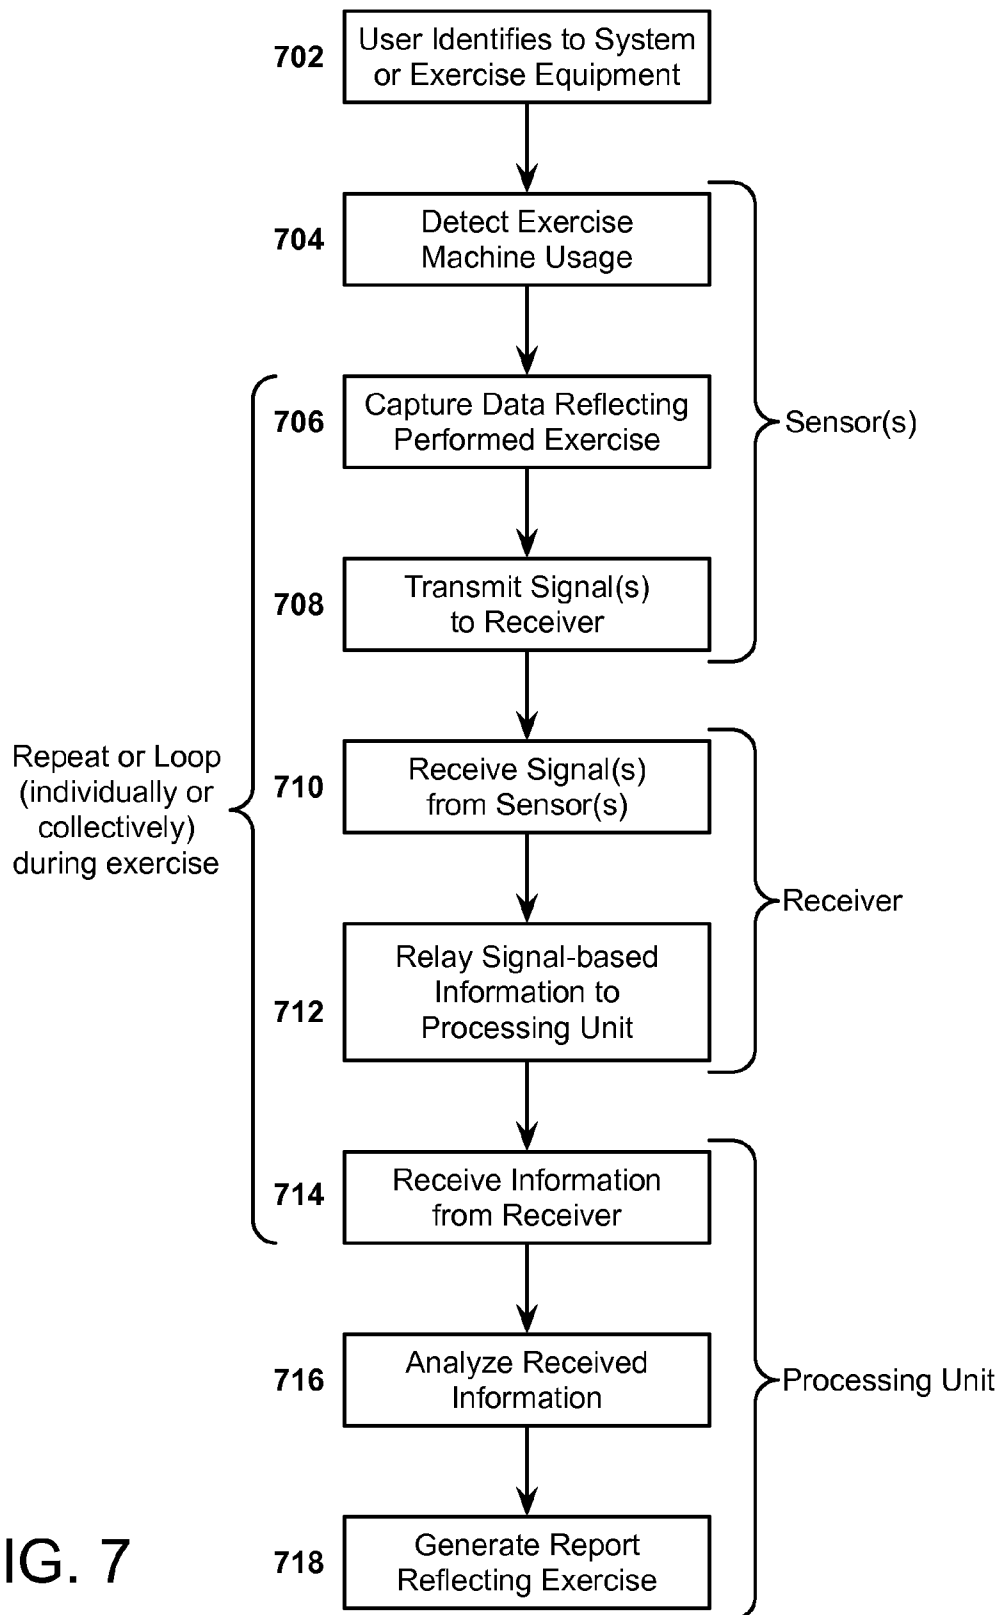 702
User Identifies to System
or Exercise Equipment
704
Detect Exercise
Machine Usage
706
Capture Data Reflecting
Performed Exercise
Sensor(s)
708
Transmit Signal(s)
to Receiver
Repeat or Loop
(individually or
collectively)
during exercise
710
Receive Signal(s)
from Sensor(s)
Receiver
712
Relay Signal-based
Information to
Processing Unit
714
Receive Information
from Receiver
716
Analyze Received
Information
Processing Unit
718
Generate Report
Reflecting Exercise
IG. 7